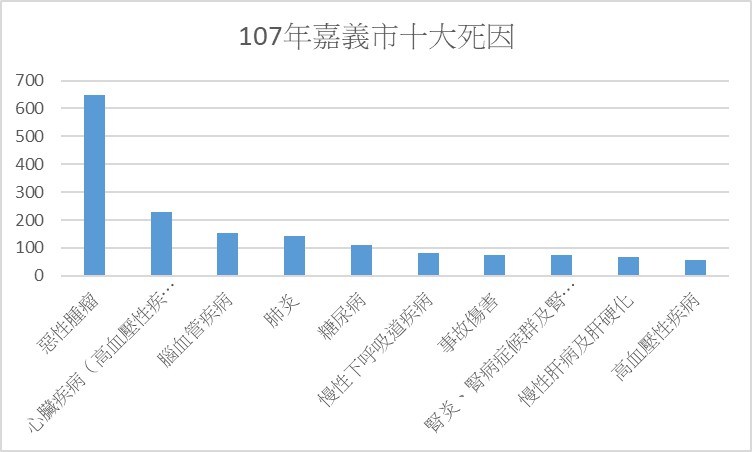 107年嘉義市十大死因
700
600
500
400
300
200
100
0
惡性腫瘤
心臟疾病（高血壓性疾…
腦血管疾病
肺炎
糖尿病
慢性下呼吸道疾病
事故傷害
腎炎、腎病症候群及腎…
慢性肝病及肝硬化
高血壓性疾病